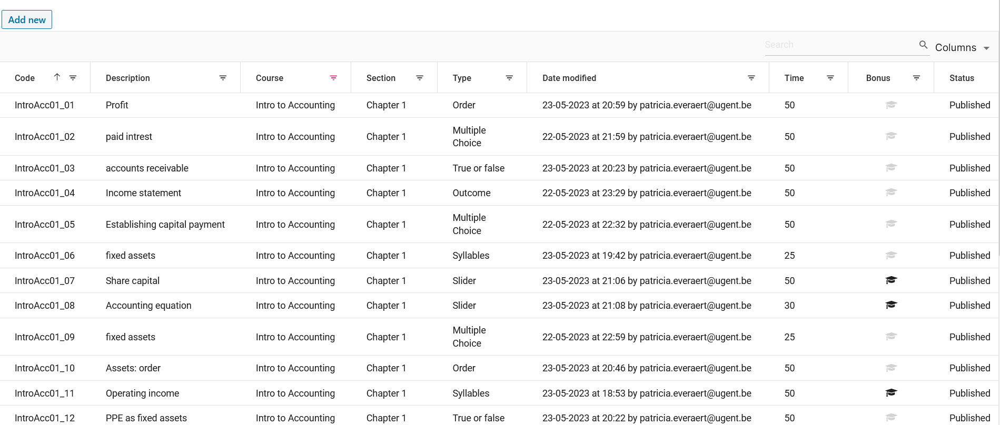 Add new
Search
Columns
Code Description Course Section Type Date modified Time Bonus Status
IntroAcc01_01 Profit Intro to Accounting Chapter 1 Order 23-05-2023 at 20:59 by patricia.everaert@ugent.be 50 Published
IntroAcc01_02 paid intrest Intro to Accounting Chapter 1 Multiple Choice 22-05-2023 at 21:59 by patricia.everaert@ugent.be 50 Published
IntroAcc01_03 accounts receivable Intro to Accounting Chapter 1 True or false 23-05-2023 at 20:23 by patricia.everaert@ugent.be 50 Published
IntroAcc01_04 Income statement Intro to Accounting Chapter 1 Outcome 22-05-2023 at 23:29 by patricia.everaert@ugent.be 50 Published
IntroAcc01_05 Establishing capital payment Intro to Accounting Chapter 1 Multiple Choice 22-05-2023 at 22:32 by patricia.everaert@ugent.be 50 Published
IntroAcc01_06 fixed assets Intro to Accounting Chapter 1 Syllables 23-05-2023 at 19:42 by patricia.everaert@ugent.be 25 Published
IntroAcc01_07 Share capital Intro to Accounting Chapter 1 Slider 23-05-2023 at 21:06 by patricia.everaert@ugent.be 50 Published
IntroAcc01_08 Accounting equation Intro to Accounting Chapter 1 Slider 23-05-2023 at 21:08 by patricia.everaert@ugent.be 30 Published
IntroAcc01_09 fixed assets Intro to Accounting Chapter 1 Multiple Choice 22-05-2023 at 22:59 by patricia.everaert@ugent.be 25 Published
IntroAcc01_10 Assets: order Intro to Accounting Chapter 1 Order 23-05-2023 at 20:46 by patricia.everaert@ugent.be 50 Published
IntroAcc01_11 Operating income Intro to Accounting Chapter 1 Syllables 23-05-2023 at 18:53 by patricia.everaert@ugent.be 50 Published
IntroAcc01_12 PPE as fixed assets Intro to Accounting Chapter 1 True or false 23-05-2023 at 20:22 by patricia.everaert@ugent.be 50 Published